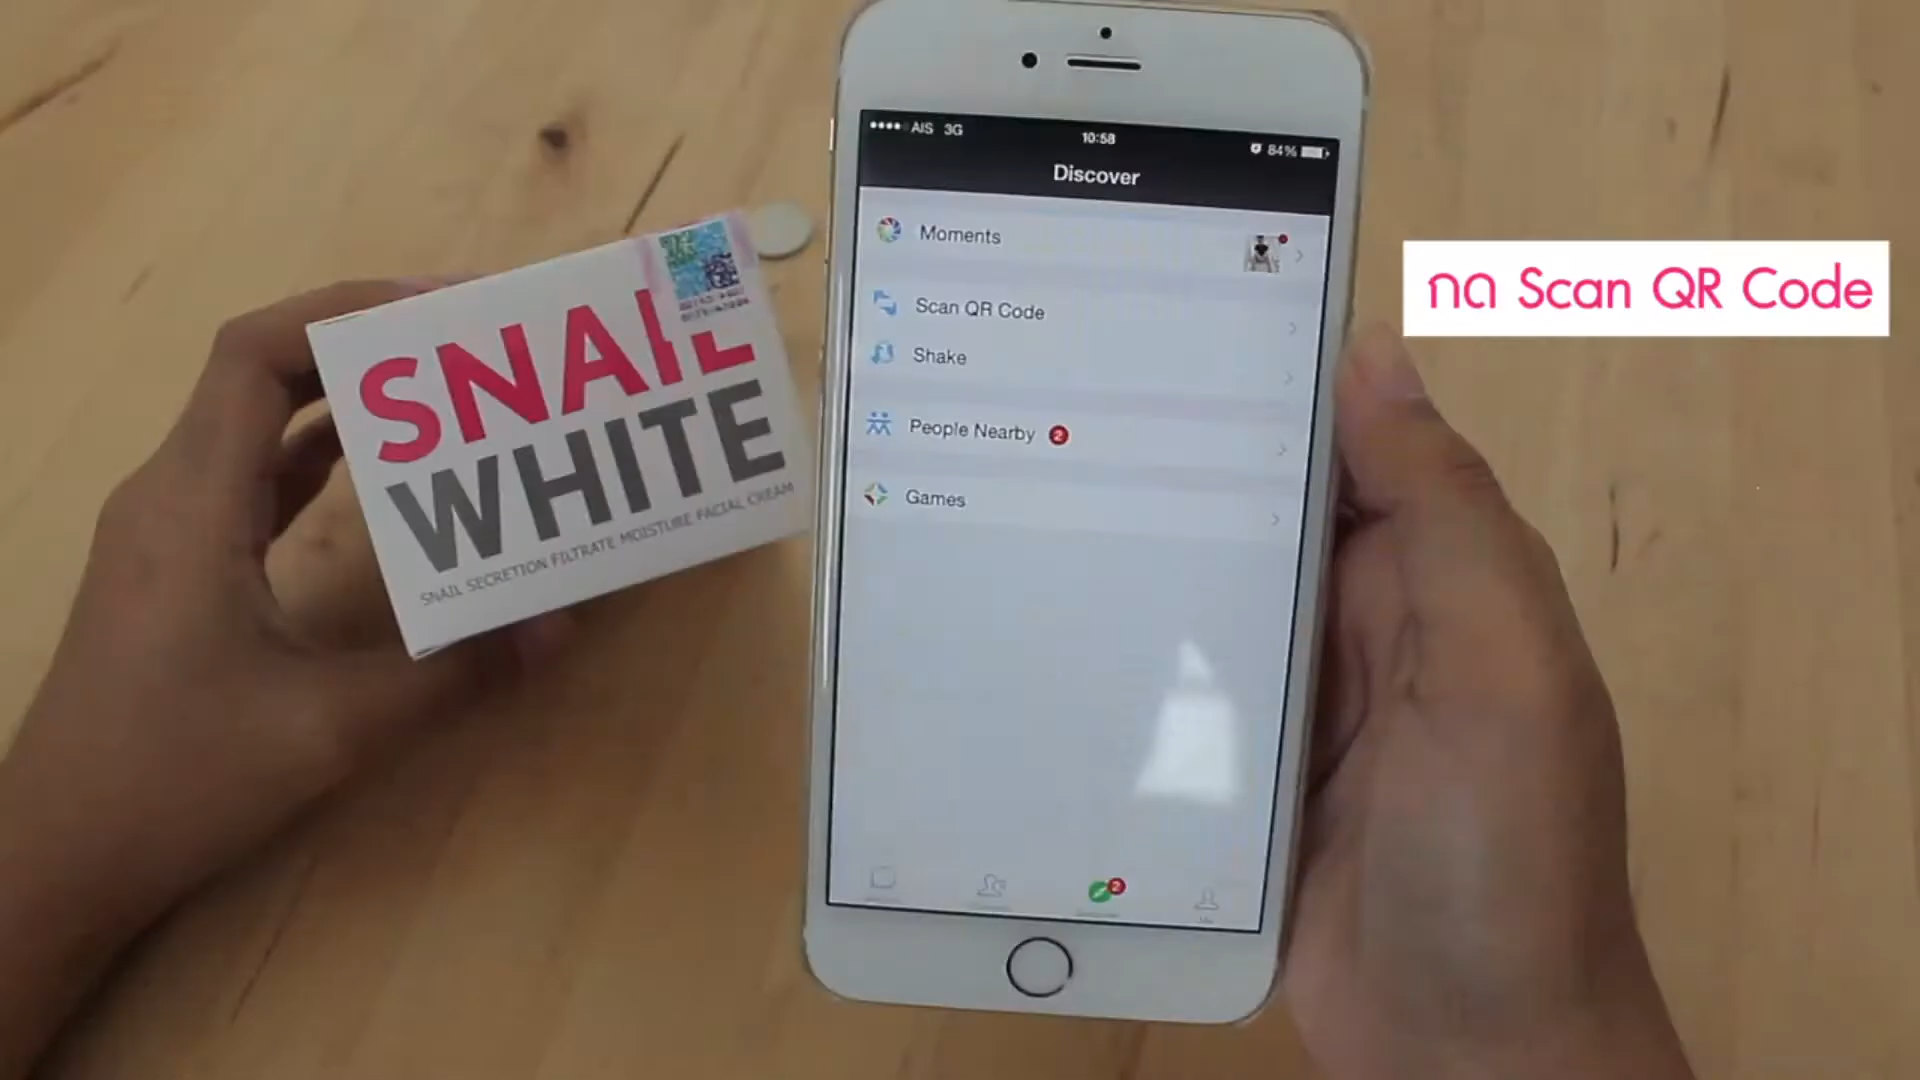 SNAIL
WHITE
SNAIL SECRETION FILTRATE MOISTURE FACIAL CREAM
AIS 3G
10:58
84%
Discover
Moments
Scan QR Code
Shake
People Nearby 2
Games
2
กด Scan QR Code